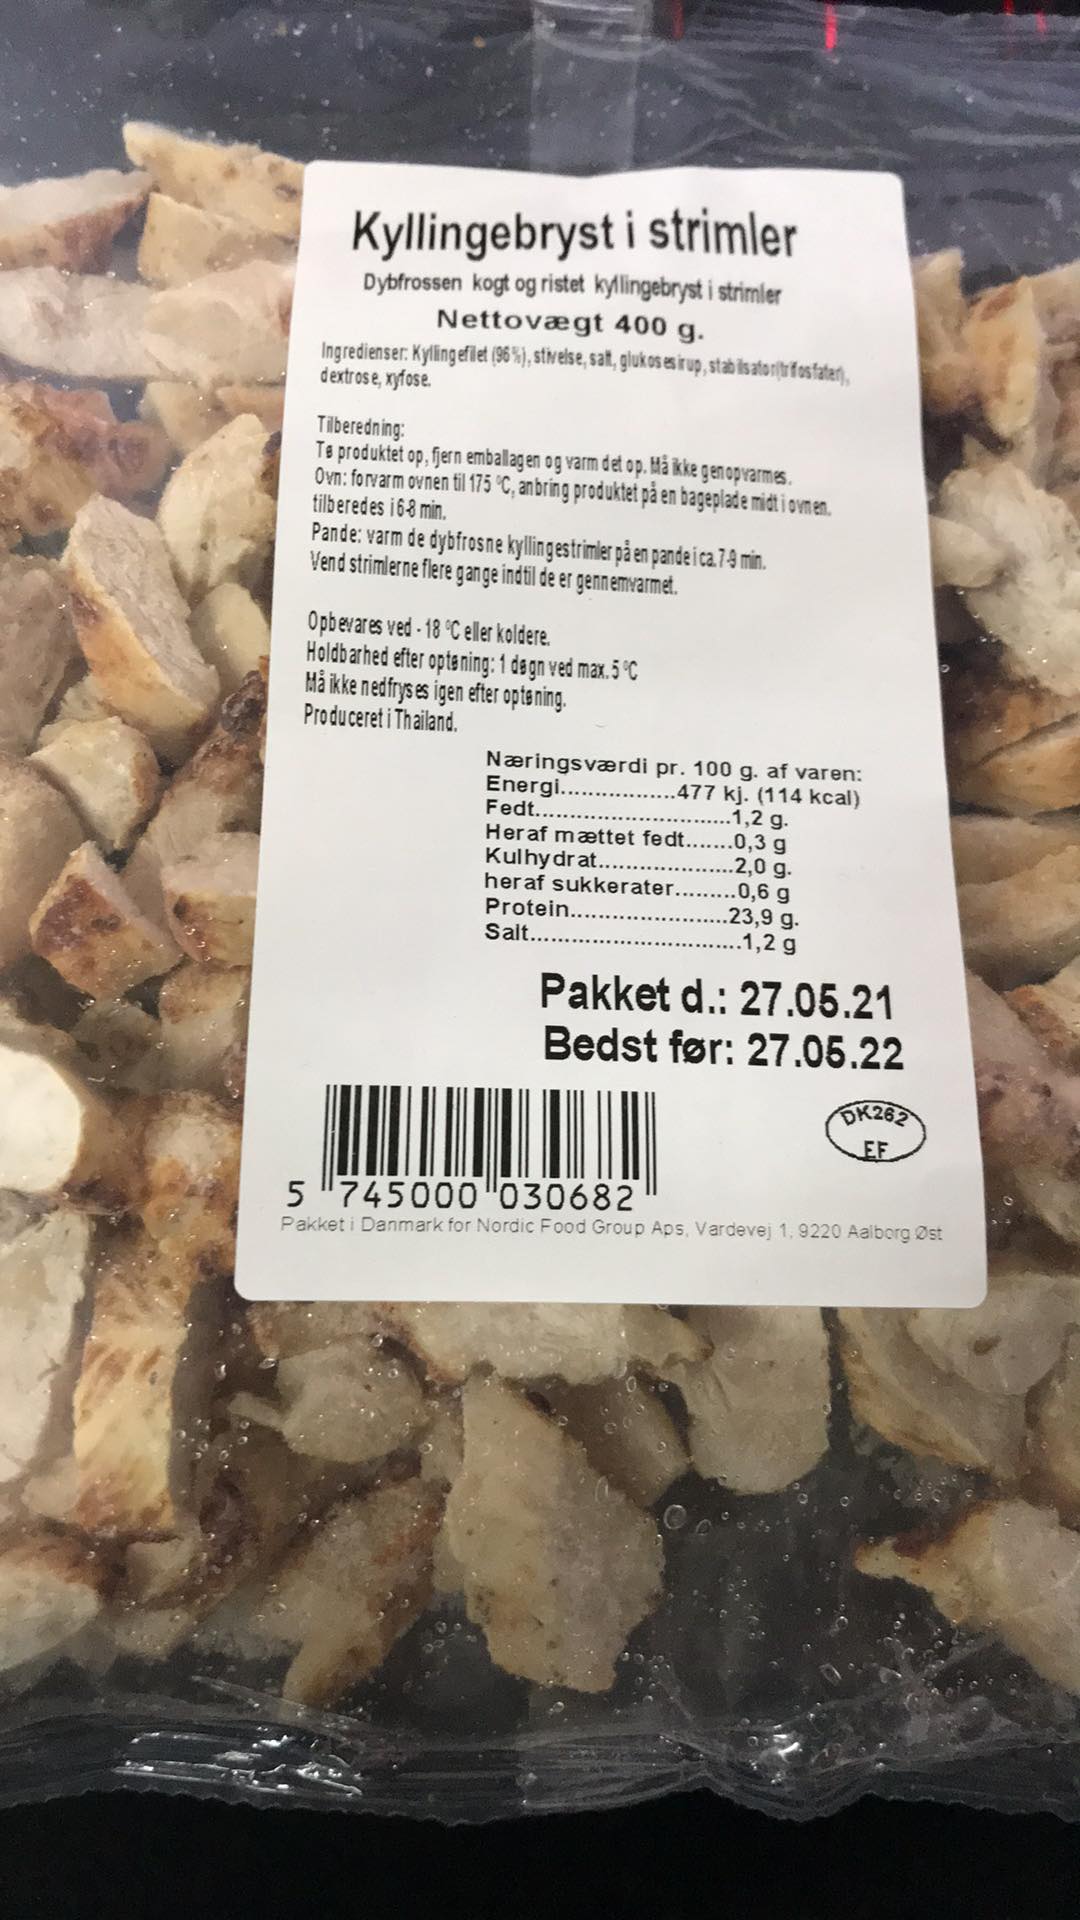 Kyllingebryst i strimler
Dybfrossen kogt og ristet kyllingebryst i strimler
Nettovægt 400 g.
Ingredienser: Kyllingefilet (96%), stivelse, salt, glukosesirup, stabilsator(trifosfater),
dextrose, xyfose.
Tilberedning:
Tø produktet op, fjern emballagen og varm det op. Må ikke genopvarmes.
Ovn: forvarm ovnen til 175 °C, anbring produktet på en bageplade midt i ovnen.
tilberedes i 6-8 min.
Pande: varm de dybfrosne kyllingestrimler på en pande i ca. 7-9 min.
Vend strimlerne flere gange indtil de er gennemvarmet.
Opbevares ved - 18 °C eller koldere.
Holdbarhed efter optøning: 1 døgn ved max. 5 °C
Må ikke nedfryses igen efter optøning.
Produceret i Thailand.
Næringsværdi pr. 100 g. af varen:
Energi.................477 kj. (114 kcal)
Fedt.............................1,2 g.
Heraf mættet fedt.......0,3 g
Kulhydrat....................2,0 g.
heraf sukkerater.........0,6 g
Protein.......................23,9 g.
Salt...............................1,2 g
Pakket d.: 27.05.21
Bedst før: 27.05.22
DK262
EF
5 745000 030682
Pakket i Danmark for Nordic Food Group Aps, Vardevej 1, 9220 Aalborg Øst